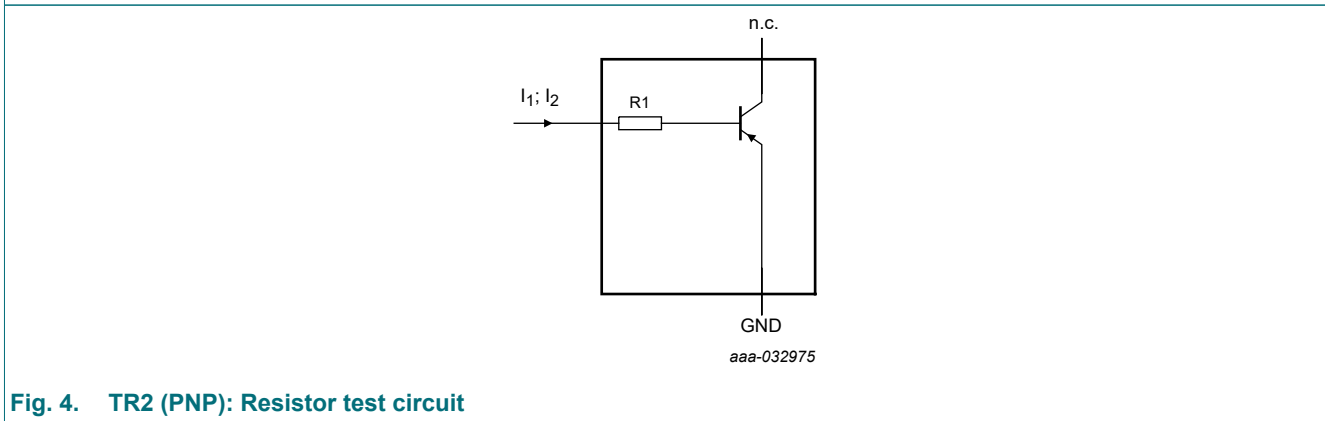 n.c.
I1; I2
R1
GND
aaa-032975
Fig. 4. TR2 (PNP): Resistor test circuit